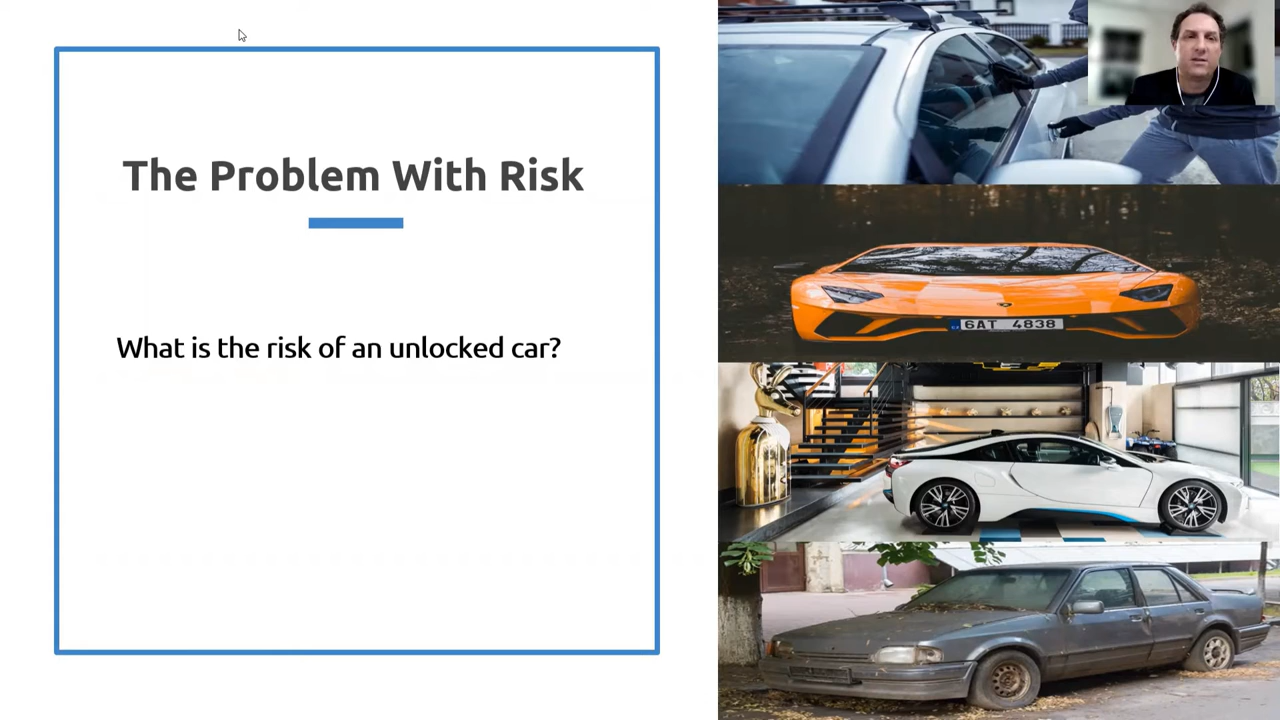 The Problem With Risk
What is the risk of an unlocked car?
6AT 4838